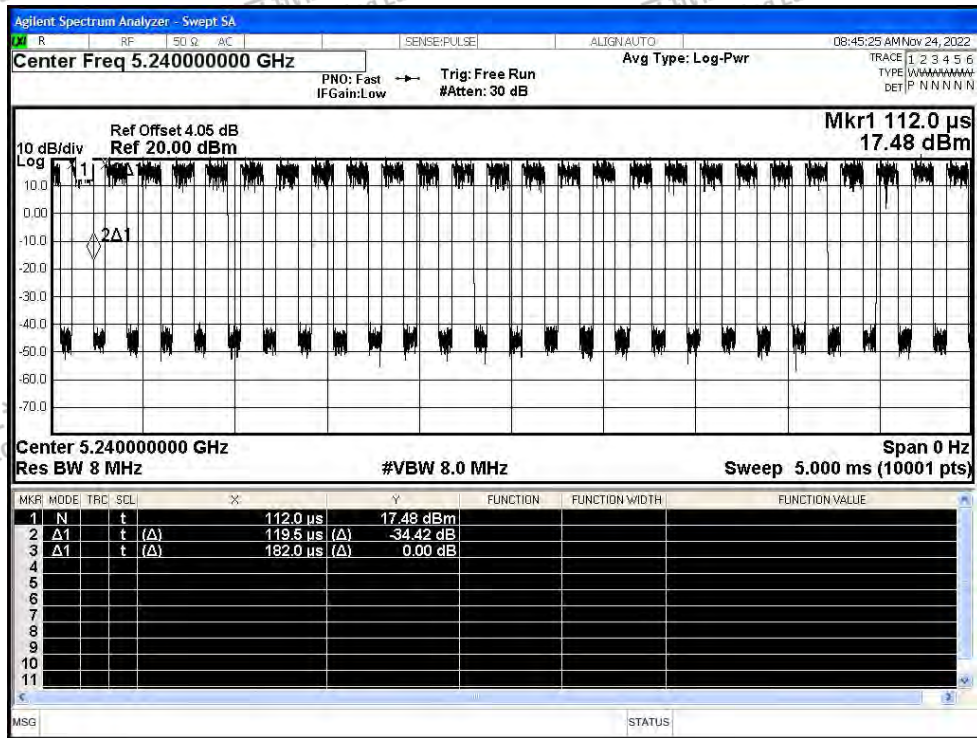 Agilent Spectrum Analyzer - Swept SA
LXI R RF 50 Ω AC SENSE:PULSE ALIGNAUTO 08:45:25 AM Nov 24, 2022
Center Freq 5.240000000 GHz
PNO: Fast
IFGain:Low
Trig: Free Run
#Atten: 30 dB
Avg Type: Log-Pwr
TRACE 1 2 3 4 5 6
TYPE WWWWWW
DET P N N N N N
Mkr1 112.0 µs
17.48 dBm
Ref Offset 4.05 dB
10 dB/div Ref 20.00 dBm
Log
10.0
0.00
-10.0
-20.0
-30.0
-40.0
-50.0
-60.0
-70.0
1
2Δ1
Center 5.240000000 GHz Span 0 Hz
Res BW 8 MHz #VBW 8.0 MHz Sweep 5.000 ms (10001 pts)
MKR MODE TRC SCL X Y FUNCTION FUNCTION WIDTH FUNCTION VALUE
1 N t 112.0 µs 17.48 dBm
2 Δ1 t (Δ) 119.5 µs (Δ) -34.42 dB
3 Δ1 t (Δ) 182.0 µs (Δ) 0.00 dB
4
5
6
7
8
9
10
11
MSG STATUS